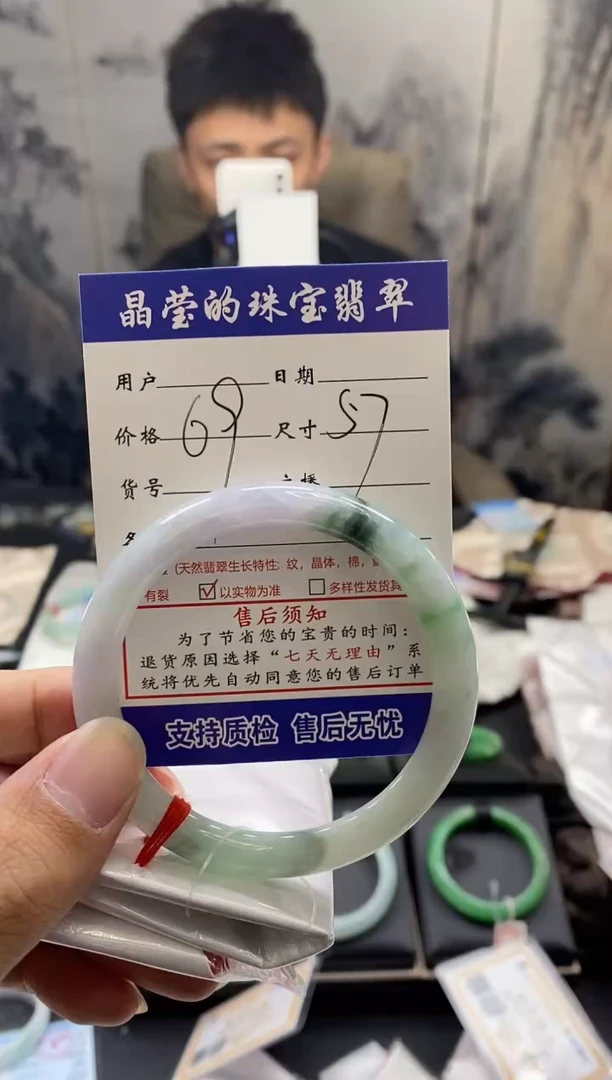 晶莹的珠宝翡翠
用户 日期
价格 69 尺寸 57
货号
(天然翡翠生长特性: 纹, 晶体, 棉,
有裂 ☑以实物为准 □多样性发货具
售后须知
为了节省您的宝贵的时间:
退货原因选择“七天无理由”系
统将优先自动同意您的售后订单
支持质检 售后无忧